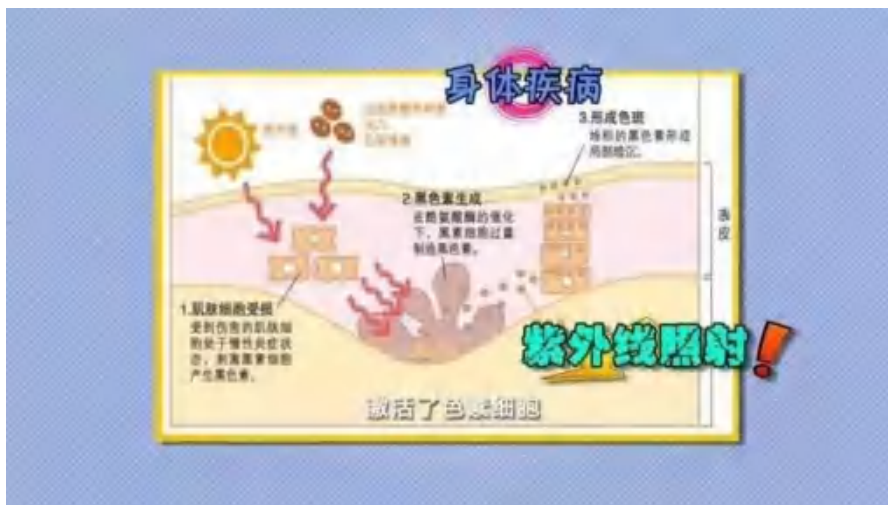 身体疾病
3.形成色斑
堆积的黑色素形成
局部暗沉。
2.黑色素生成
在酪氨酸酶的催化
下,黑素细胞过量
制造黑色素。
表皮
1.肌肤细胞受损
受到伤害的肌肤细
胞处于慢性炎症状
态,刺激黑素细胞
产生黑色素。
紫外线照射!
激活了色素细胞